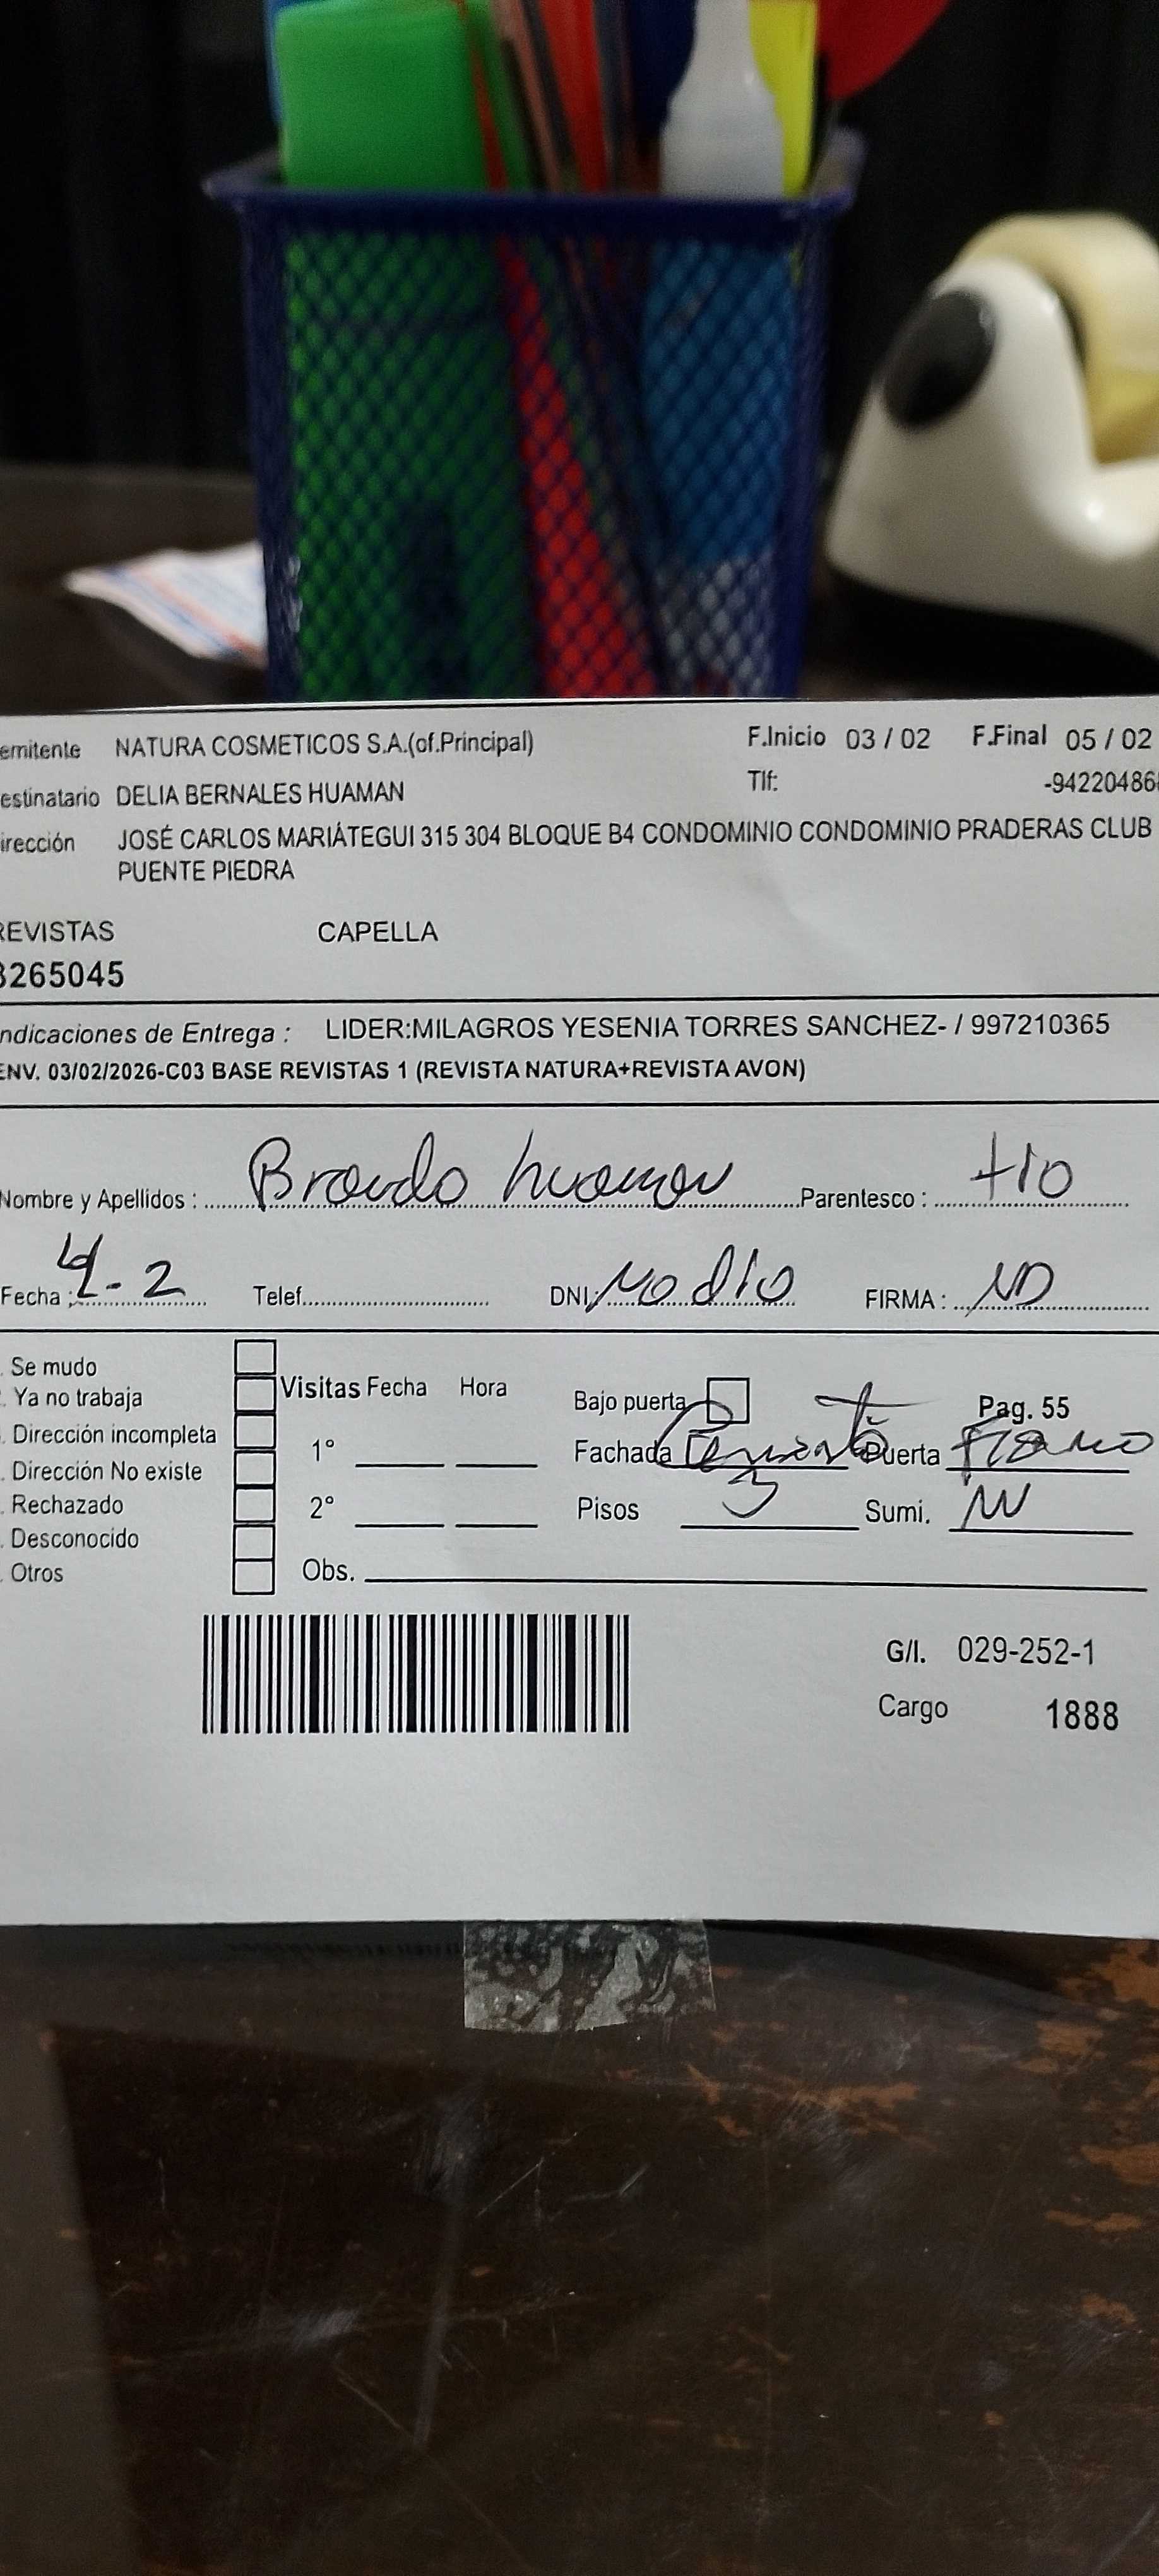 emitente NATURA COSMETICOS S.A.(of.Principal) F.Inicio 03 / 02 F.Final 05 / 02
Tlf: -94220486
estinatario DELIA BERNALES HUAMAN
irección JOSÉ CARLOS MARIÁTEGUI 315 304 BLOQUE B4 CONDOMINIO CONDOMINIO PRADERAS CLUB
PUENTE PIEDRA
REVISTAS CAPELLA
3265045
ndicaciones de Entrega : LIDER:MILAGROS YESENIA TORRES SANCHEZ- / 997210365
ENV. 03/02/2026-C03 BASE REVISTAS 1 (REVISTA NATURA+REVISTA AVON)
Nombre y Apellidos : Brando huaman Parentesco : tio
Fecha : 4-2 Telef. DNI: No dio FIRMA : ND
. Se mudo
. Ya no trabaja Visitas Fecha Hora Bajo puerta Pag. 55
. Dirección incompleta 1° Fachada Puerta
. Dirección No existe
. Rechazado 2° Pisos 3 Sumi.
. Desconocido
. Otros Obs.
G/I. 029-252-1
Cargo 1888